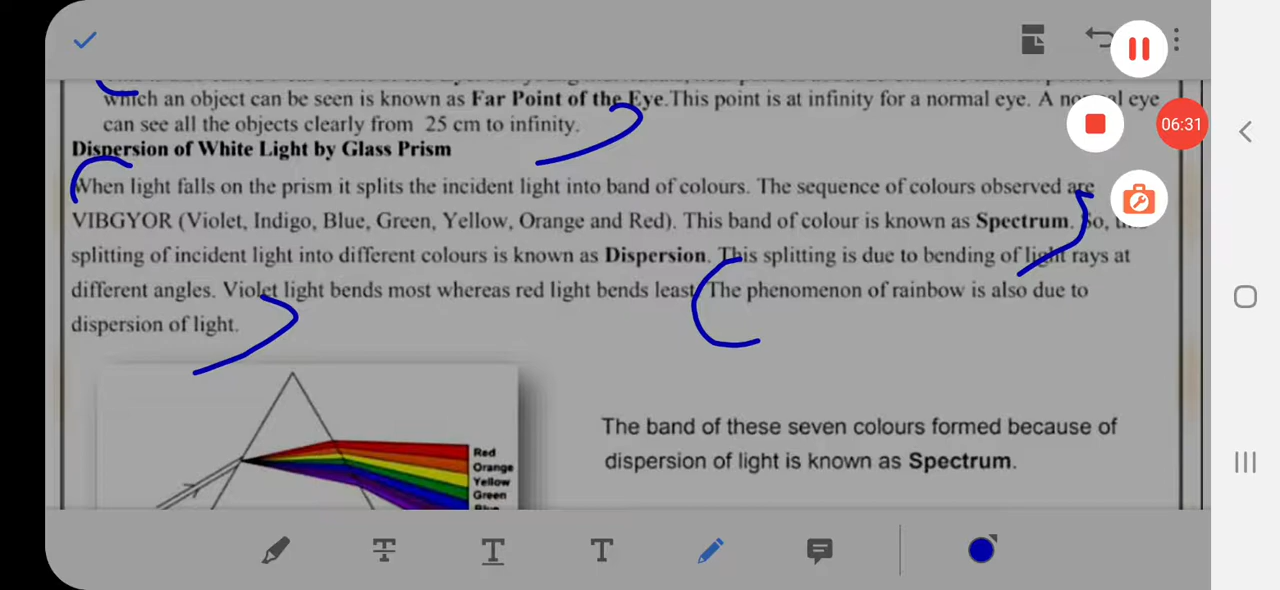 which an object can be seen is known as Far Point of the Eye.This point is at infinity for a normal eye. A normal eye
can see all the objects clearly from 25 cm to infinity.
06:31
Dispersion of White Light by Glass Prism
When light falls on the prism it splits the incident light into band of colours. The sequence of colours observed are
VIBGYOR (Violet, Indigo, Blue, Green, Yellow, Orange and Red). This band of colour is known as Spectrum. So,
splitting of incident light into different colours is known as Dispersion. This splitting is due to bending of light rays at
different angles. Violet light bends most whereas red light bends least. The phenomenon of rainbow is also due to
dispersion of light.
The band of these seven colours formed because of
dispersion of light is known as Spectrum.
Red
Orange
Yellow
Green